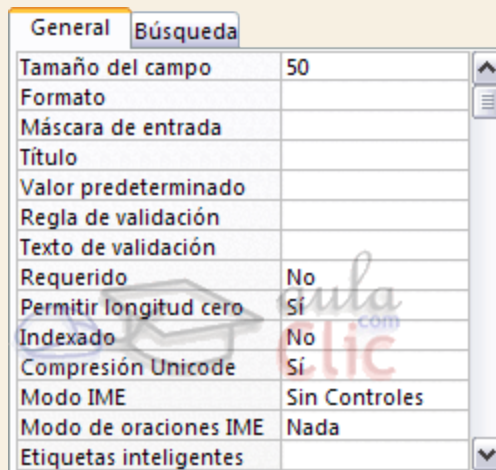 General Búsqueda
Tamaño del campo 50
Formato
Máscara de entrada
Título
Valor predeterminado
Regla de validación
Texto de validación
Requerido No
Permitir longitud cero Sí
Indexado No
Compresión Unicode Sí
Modo IME Sin Controles
Modo de oraciones IME Nada
Etiquetas inteligentes
aula
.com
Clic